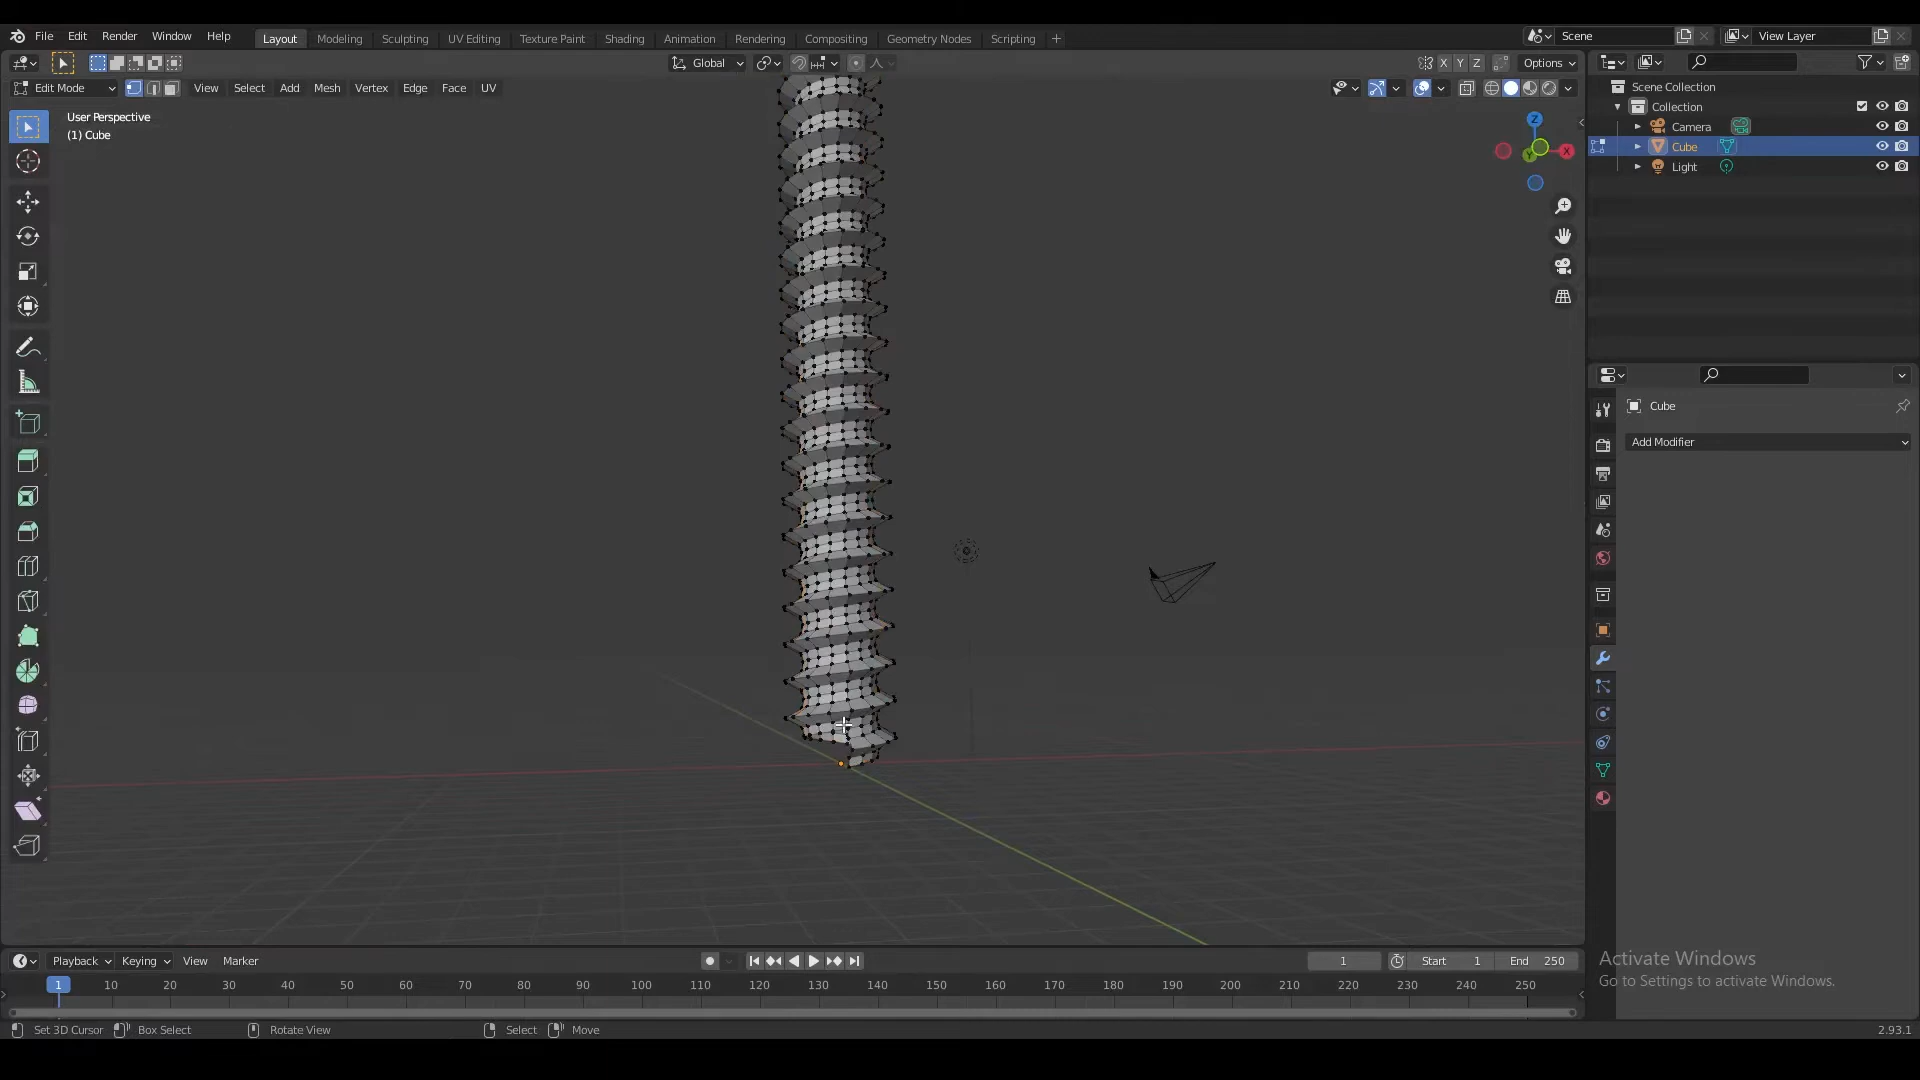 File Edit Render Window Help
Layout Modeling Sculpting UV Editing Texture Paint Shading Animation Rendering Compositing Geometry Nodes Scripting +
Scene
View Layer
Global
X Y Z
Options
Edit Mode
View Select Add Mesh Vertex Edge Face UV
User Perspective
(1) Cube
Z
X
Y
Scene Collection
Collection
Camera
Cube
Light
Cube
Add Modifier
Activate Windows
Go to Settings to activate Windows.
Playback Keying View Marker
1
Start 1
End 250
1 10 20 30 40 50 60 70 80 90 100 110 120 130 140 150 160 170 180 190 200 210 220 230 240 250
Set 3D Cursor Box Select Rotate View Select Move
2.93.1